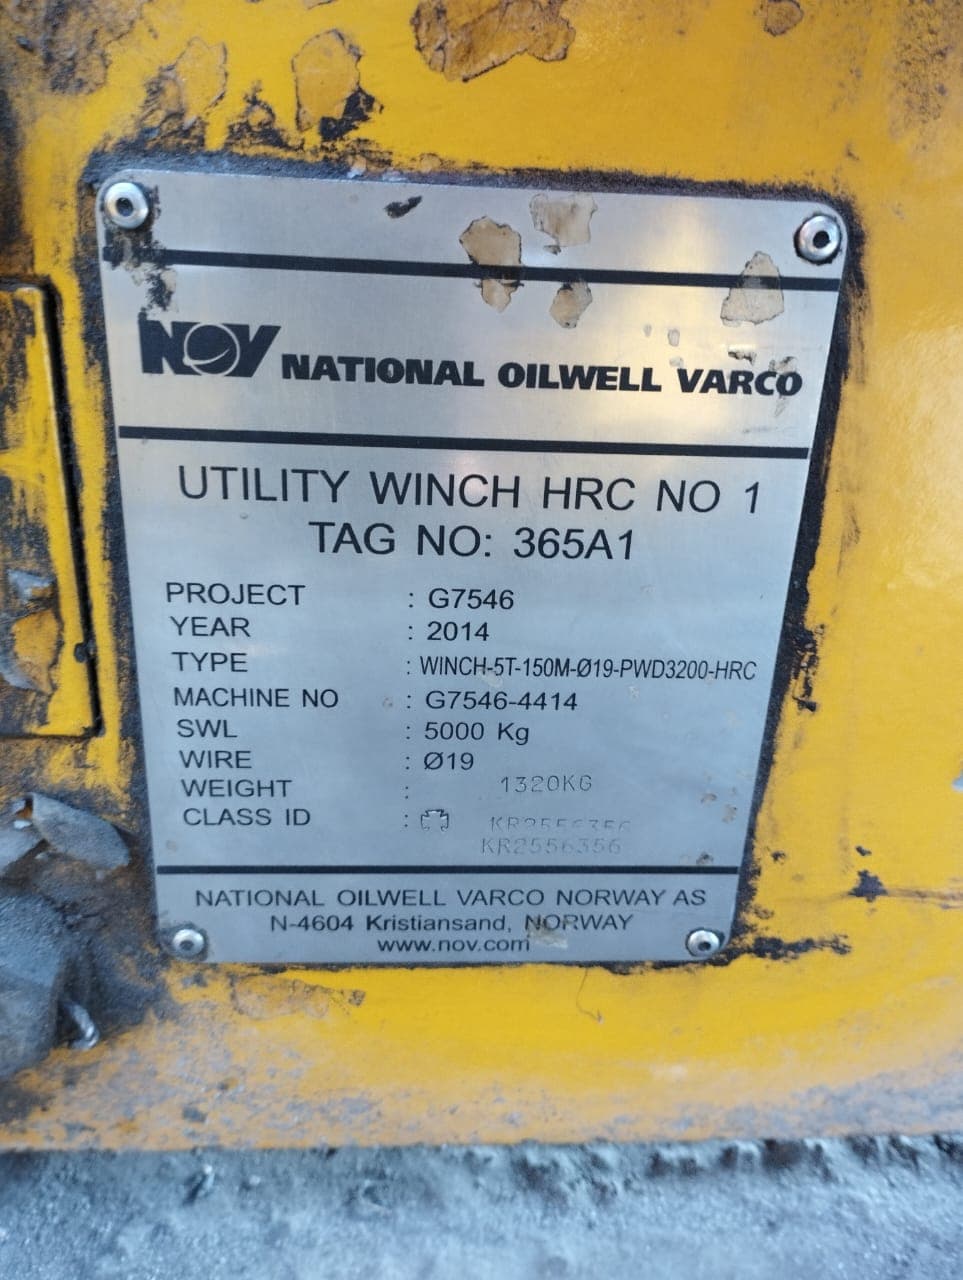 NOV NATIONAL OILWELL VARCO
UTILITY WINCH HRC NO 1
TAG NO: 365A1
PROJECT : G7546
YEAR : 2014
TYPE : WINCH-5T-150M-Ø19-PWD3200-HRC
MACHINE NO : G7546-4414
SWL : 5000 Kg
WIRE : Ø19
WEIGHT : 1320KG
CLASS ID : KR2556356
KR2556356
NATIONAL OILWELL VARCO NORWAY AS
N-4604 Kristiansand, NORWAY
www.nov.com